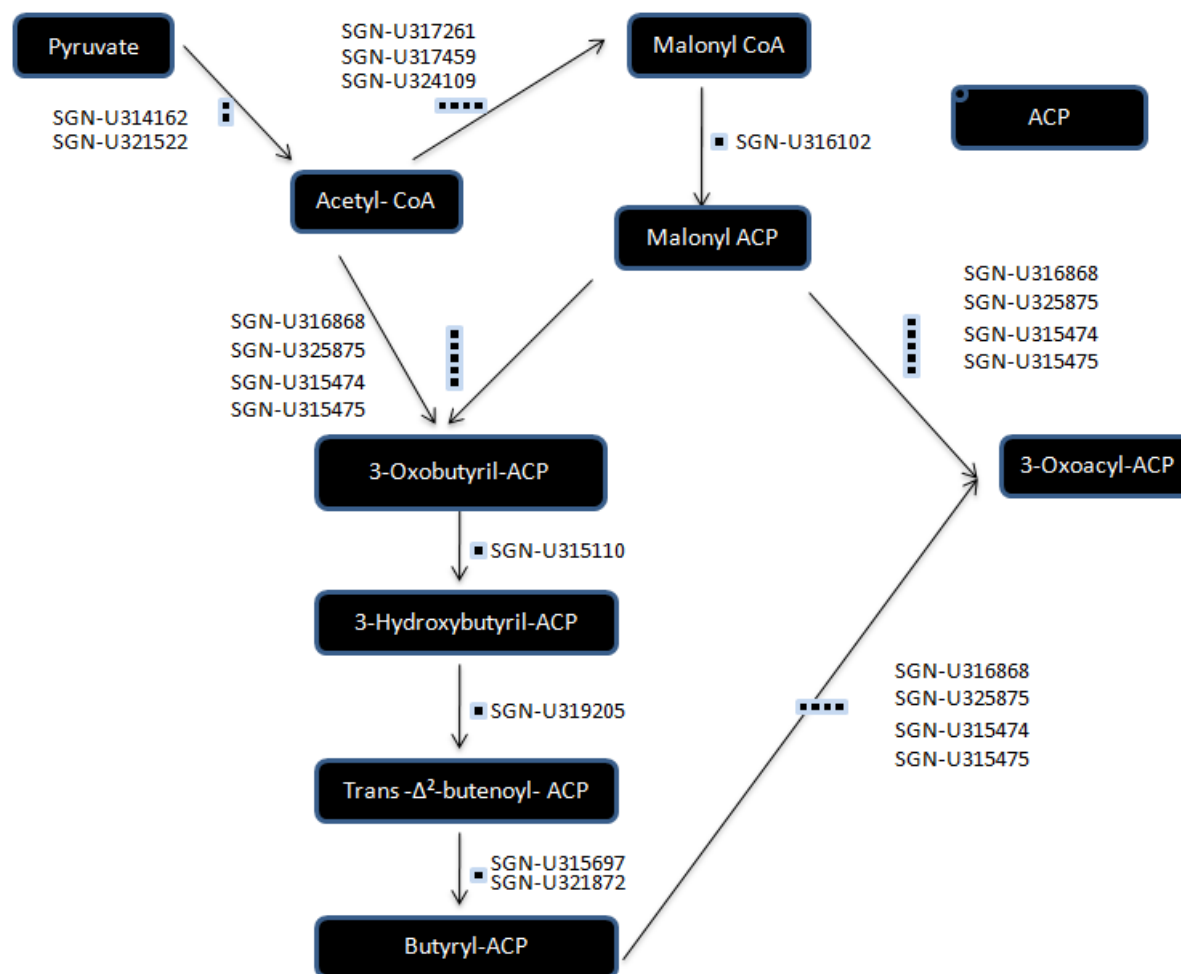 Pyruvate
SGN-U317261
SGN-U317459
SGN-U324109
Malonyl CoA
ACP
SGN-U314162
SGN-U321522
SGN-U316102
Acetyl- CoA
Malonyl ACP
SGN-U316868
SGN-U325875
SGN-U315474
SGN-U315475
SGN-U316868
SGN-U325875
SGN-U315474
SGN-U315475
3-Oxobutyril-ACP
3-Oxoacyl-ACP
SGN-U315110
3-Hydroxybutyril-ACP
SGN-U319205
SGN-U316868
SGN-U325875
SGN-U315474
SGN-U315475
Trans -Δ²-butenoyl- ACP
SGN-U315697
SGN-U321872
Butyryl-ACP